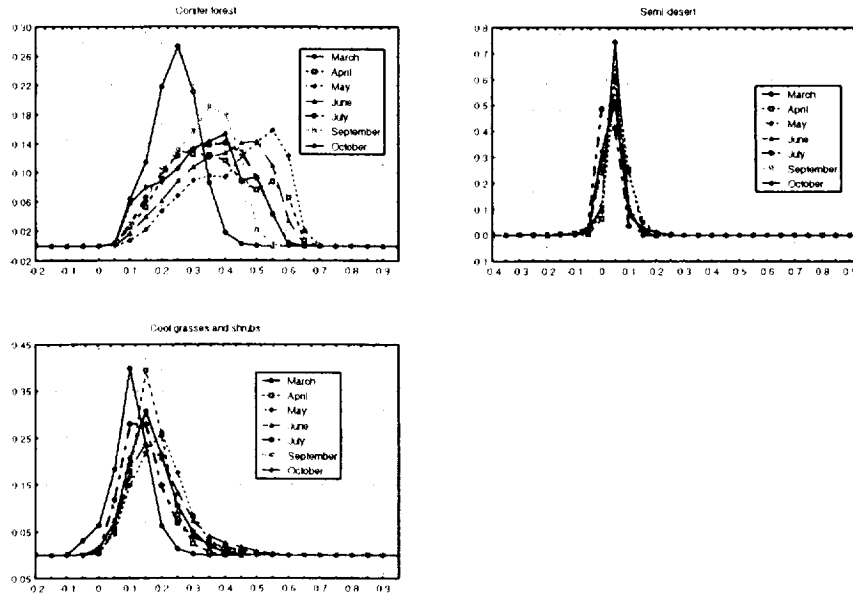 Conifer forest
0.30
0.26
0.22
0.18
0.14
0.10
0.06
0.02
-0.02
-0.2 -0.1 0 0.1 0.2 0.3 0.4 0.5 0.6 0.7 0.8 0.9
March
April
May
June
July
September
October
Semi desert
0.8
0.7
0.6
0.5
0.4
0.3
0.2
0.1
0.0
0.1
0.4 0.3 0.2 0.1 0 0.1 0.2 0.3 0.4 0.5 0.6 0.7 0.8 0.9
March
April
May
June
July
September
October
Cool grasses and shrubs
0.45
0.35
0.25
0.15
0.05
0.05
0.2 0.1 0 0.1 0.2 0.3 0.4 0.5 0.6 0.7 0.8 0.9
March
April
May
June
July
September
October